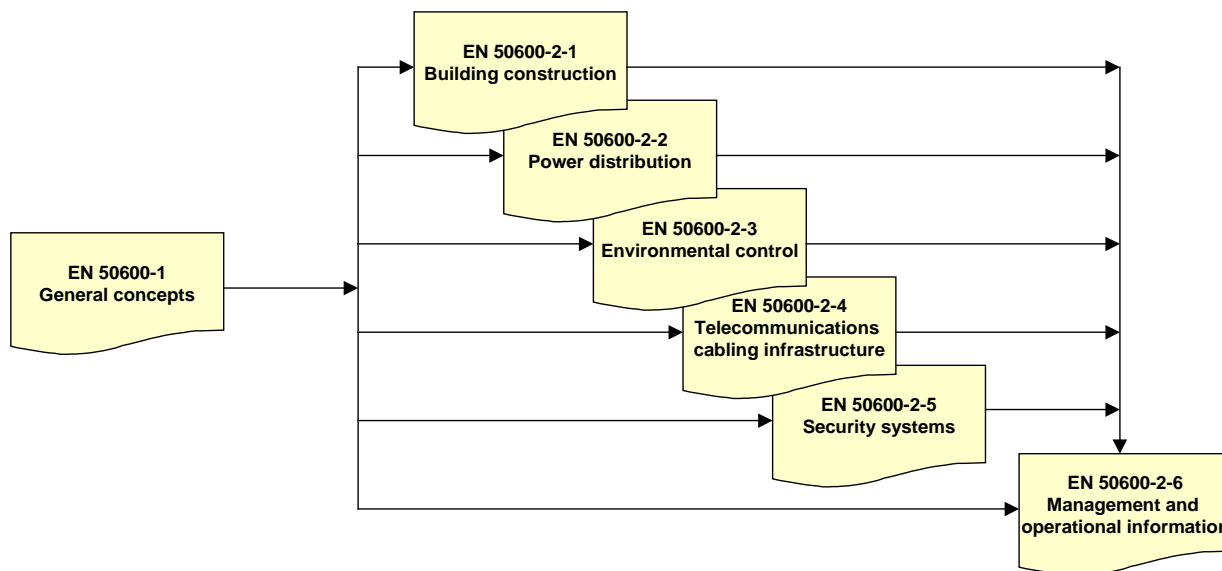 EN 50600-2-1
Building construction
EN 50600-2-2
Power distribution
EN 50600-2-3
Environmental control
EN 50600-1
General concepts
EN 50600-2-4
Telecommunications
cabling infrastructure
EN 50600-2-5
Security systems
EN 50600-2-6
Management and
operational information